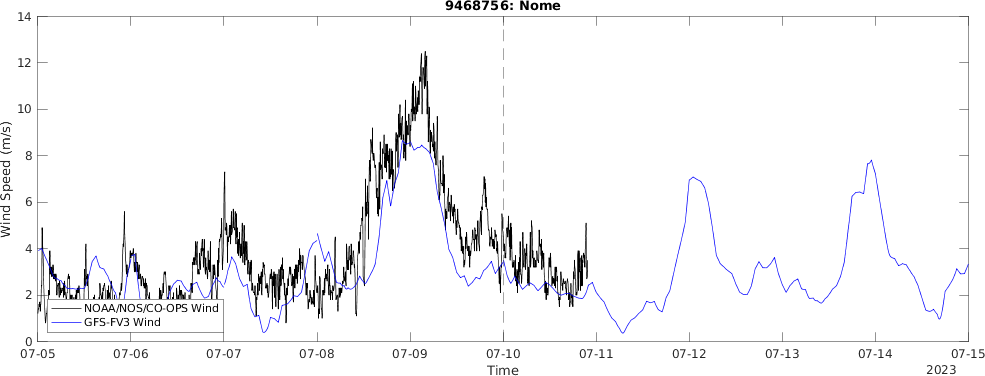 9468756: Nome
14
12
10
8
6
4
2
0
Wind Speed (m/s)
NOAA/NOS/CO-OPS Wind
GFS-FV3 Wind
07-05 07-06 07-07 07-08 07-09 07-10 07-11 07-12 07-13 07-14 07-15
Time
2023